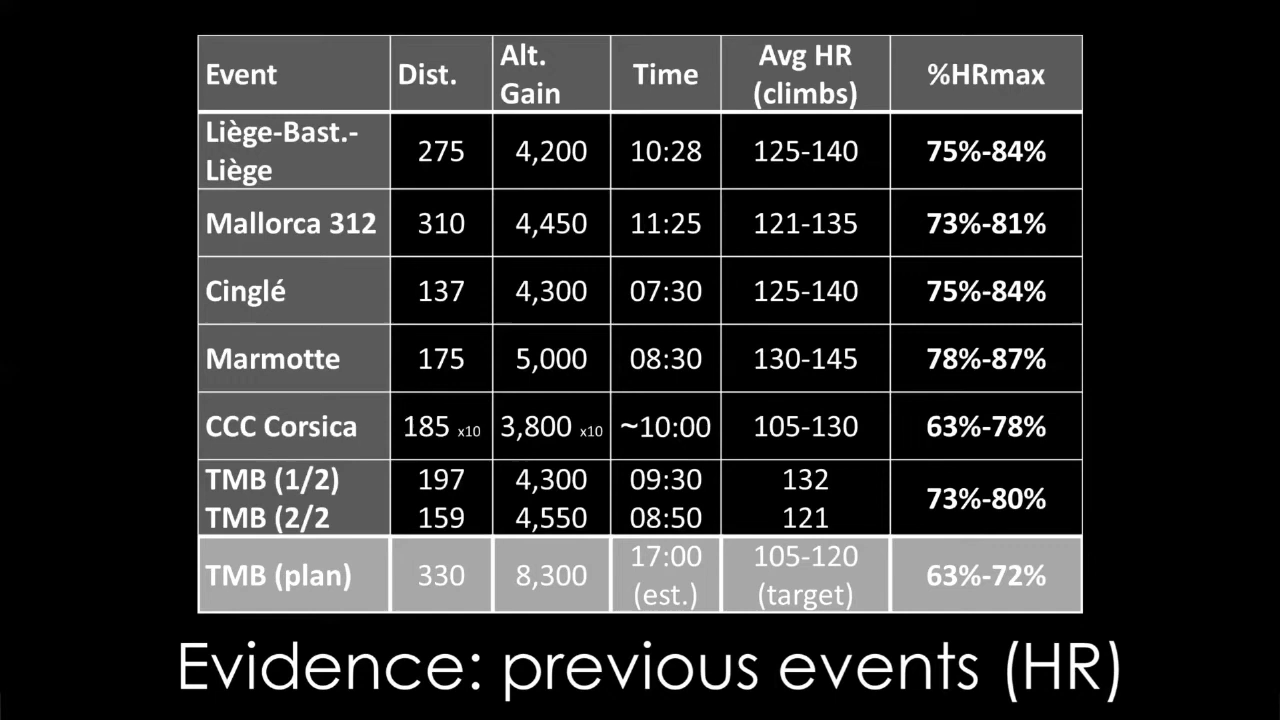 Event Dist. Alt. Gain Time Avg HR (climbs) %HRmax
Liège-Bast.-Liège 275 4,200 10:28 125-140 75%-84%
Mallorca 312 310 4,450 11:25 121-135 73%-81%
Cinglé 137 4,300 07:30 125-140 75%-84%
Marmotte 175 5,000 08:30 130-145 78%-87%
CCC Corsica 185 x10 3,800 x10 ~10:00 105-130 63%-78%
TMB (1/2) 197 4,300 09:30 132 73%-80%
TMB (2/2 159 4,550 08:50 121
TMB (plan) 330 8,300 17:00 (est.) 105-120 (target) 63%-72%
Evidence: previous events (HR)